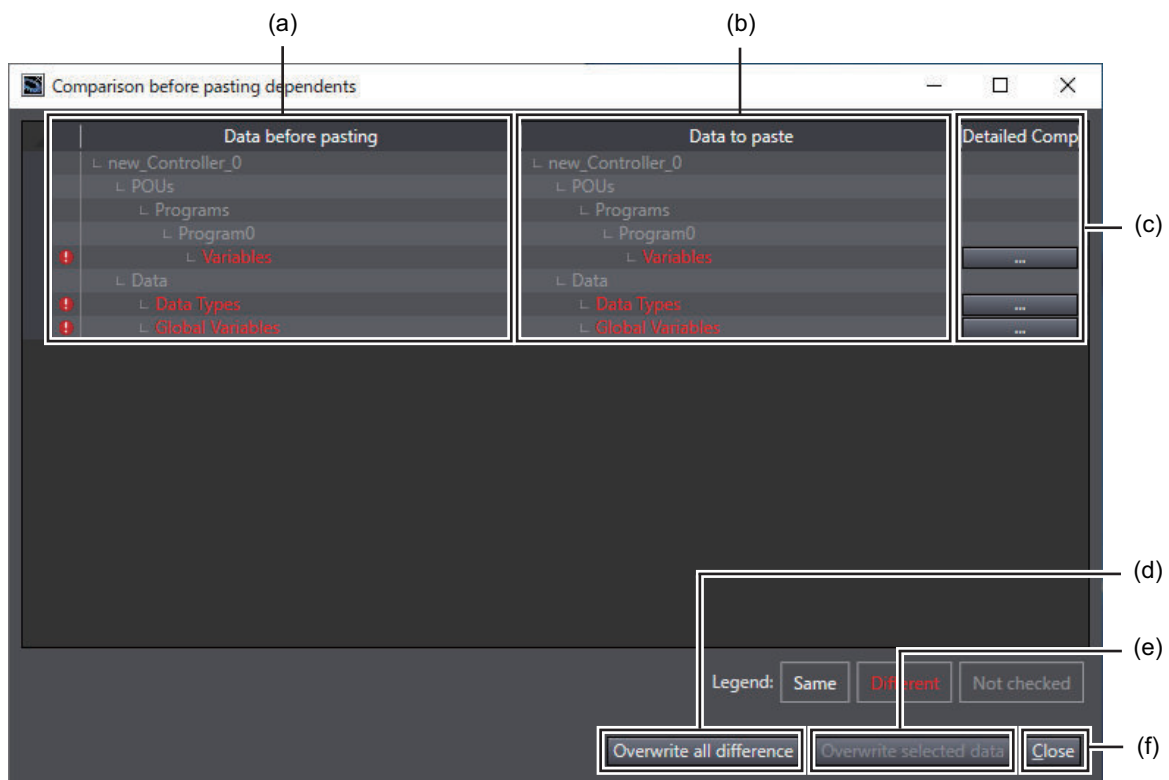 (a) (b)
Comparison before pasting dependents
Data before pasting Data to paste Detailed Comp
new_Controller_0 new_Controller_0
POUs POUs
Programs Programs
Program0 Program0
Variables Variables ...
Data Data
Data Types Data Types ...
Global Variables Global Variables ...
(c)
(d)
(e)
Legend: Same Different Not checked
Overwrite all difference Overwrite selected data Close
(f)